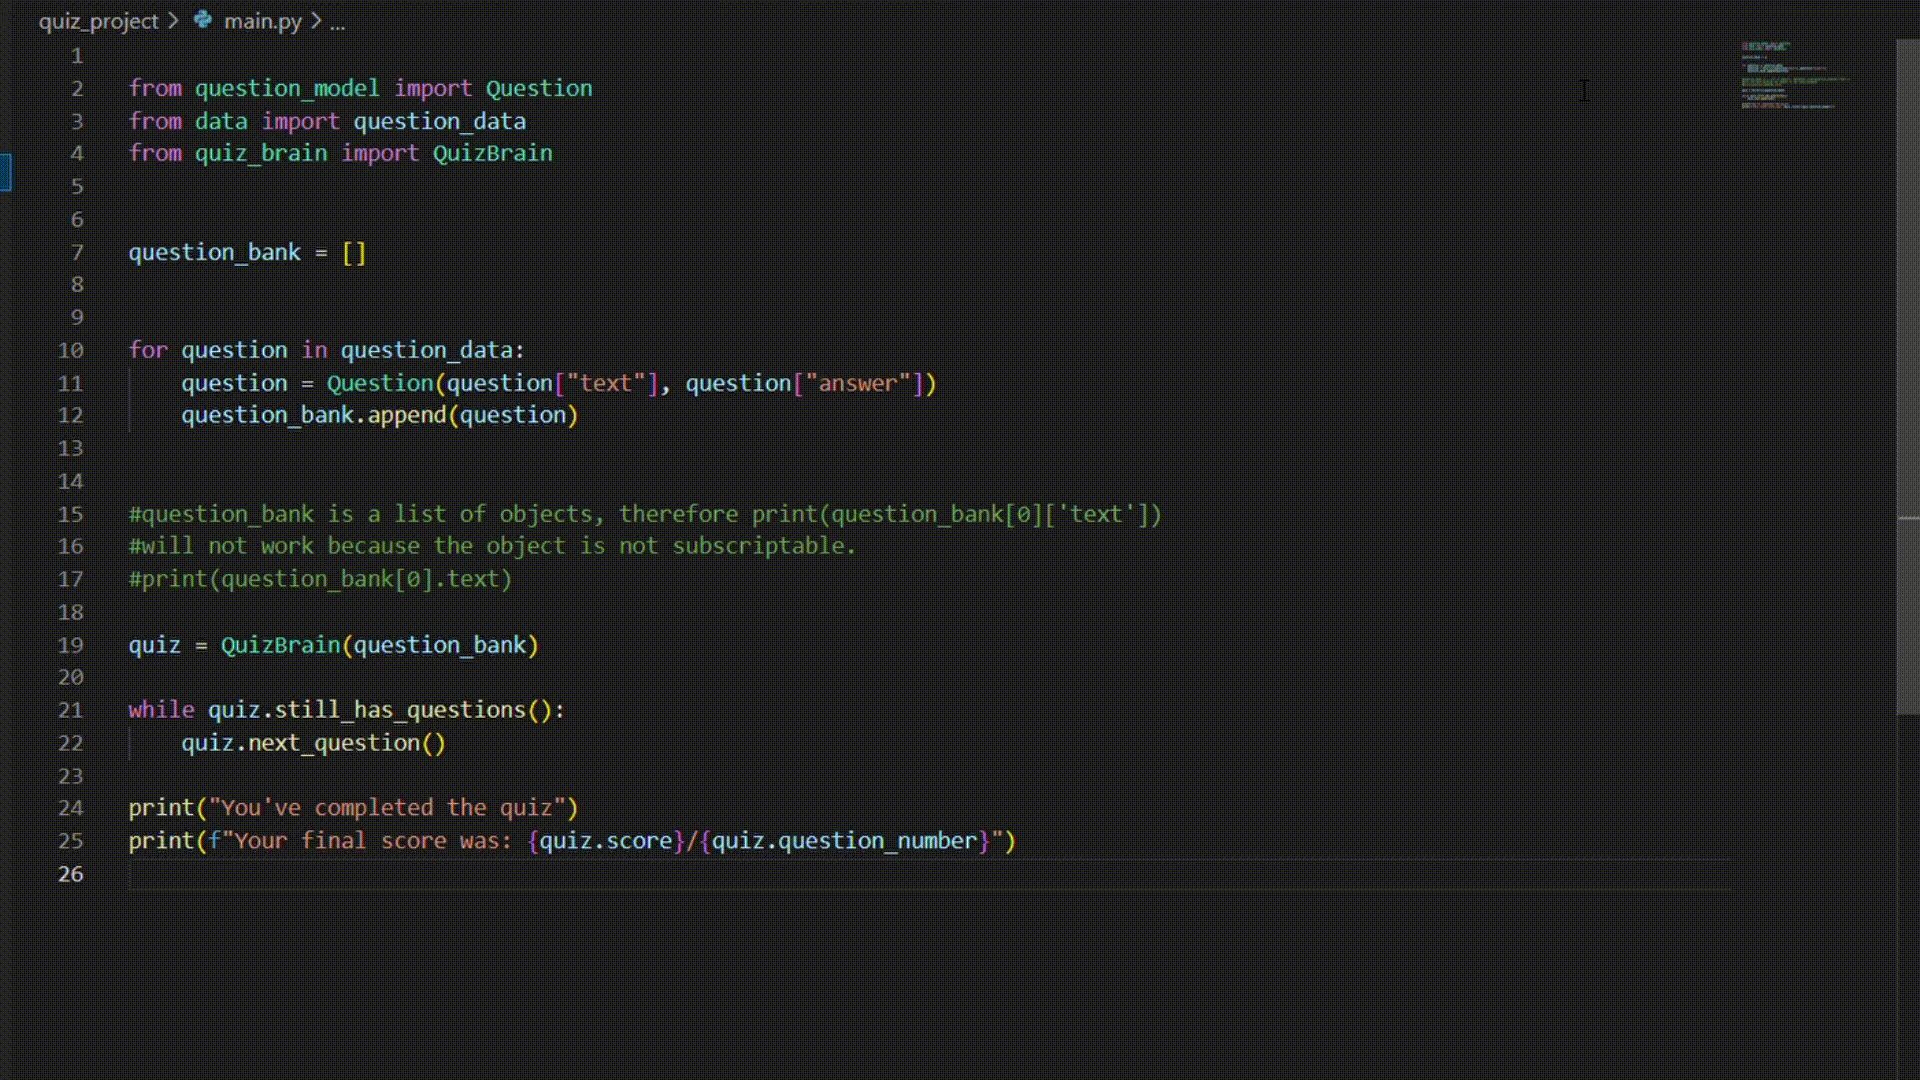 quiz_project > main.py > ...
1
2 from question_model import Question
3 from data import question_data
4 from quiz_brain import QuizBrain
5
6
7 question_bank = []
8
9
10 for question in question_data:
11     question = Question(question["text"], question["answer"])
12     question_bank.append(question)
13
14
15 #question_bank is a list of objects, therefore print(question_bank[0]['text'])
16 #will not work because the object is not subscriptable.
17 #print(question_bank[0].text)
18
19 quiz = QuizBrain(question_bank)
20
21 while quiz.still_has_questions():
22     quiz.next_question()
23
24 print("You've completed the quiz")
25 print(f"Your final score was: {quiz.score}/{quiz.question_number}")
26